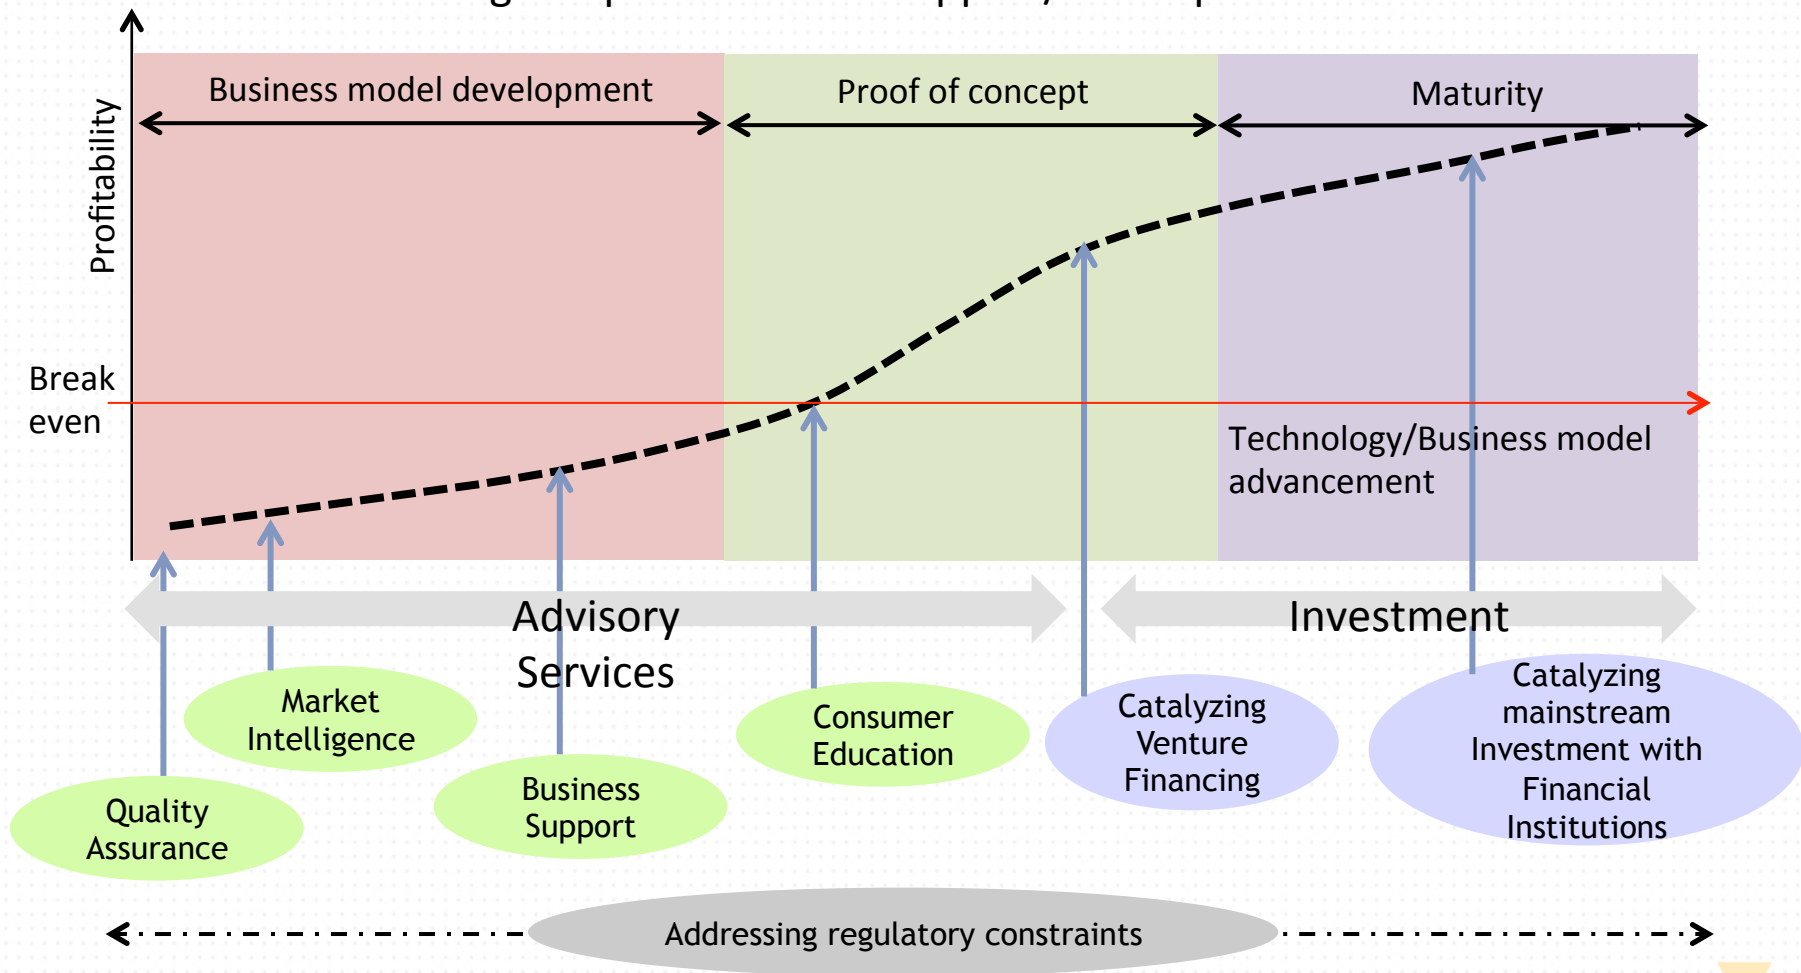 Business model development
Proof of concept
Maturity
Profitability
Break
even
Technology/Business model
advancement
Advisory
Services
Investment
Market
Intelligence
Quality
Assurance
Business
Support
Consumer
Education
Catalyzing
Venture
Financing
Catalyzing
mainstream
Investment with
Financial
Institutions
Addressing regulatory constraints